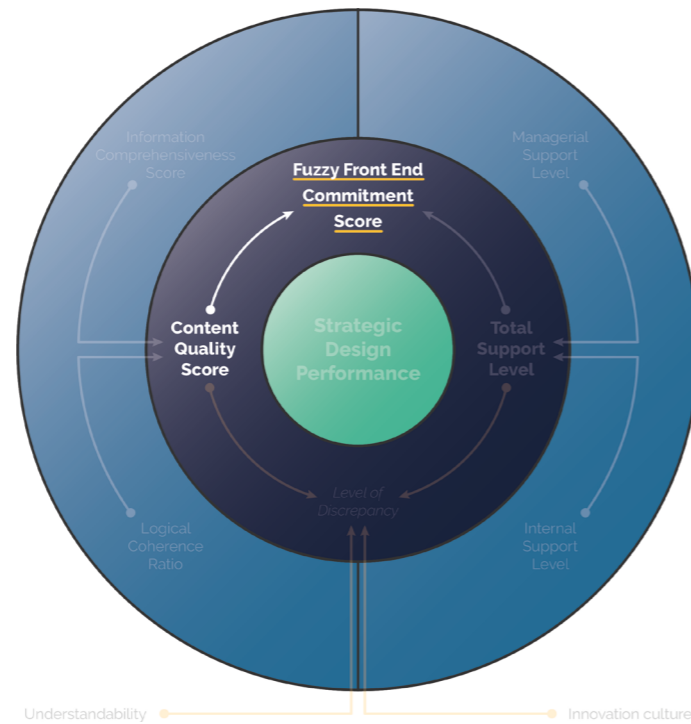 Information
Comprehensiveness
Score
Managerial
Support
Level
Fuzzy Front End
Commitment
Score
Content
Quality
Score
Strategic
Design
Performance
Total
Support
Level
Level of
Discrepancy
Logical
Coherence
Ratio
Internal
Support
Level
Understandability
Innovation culture